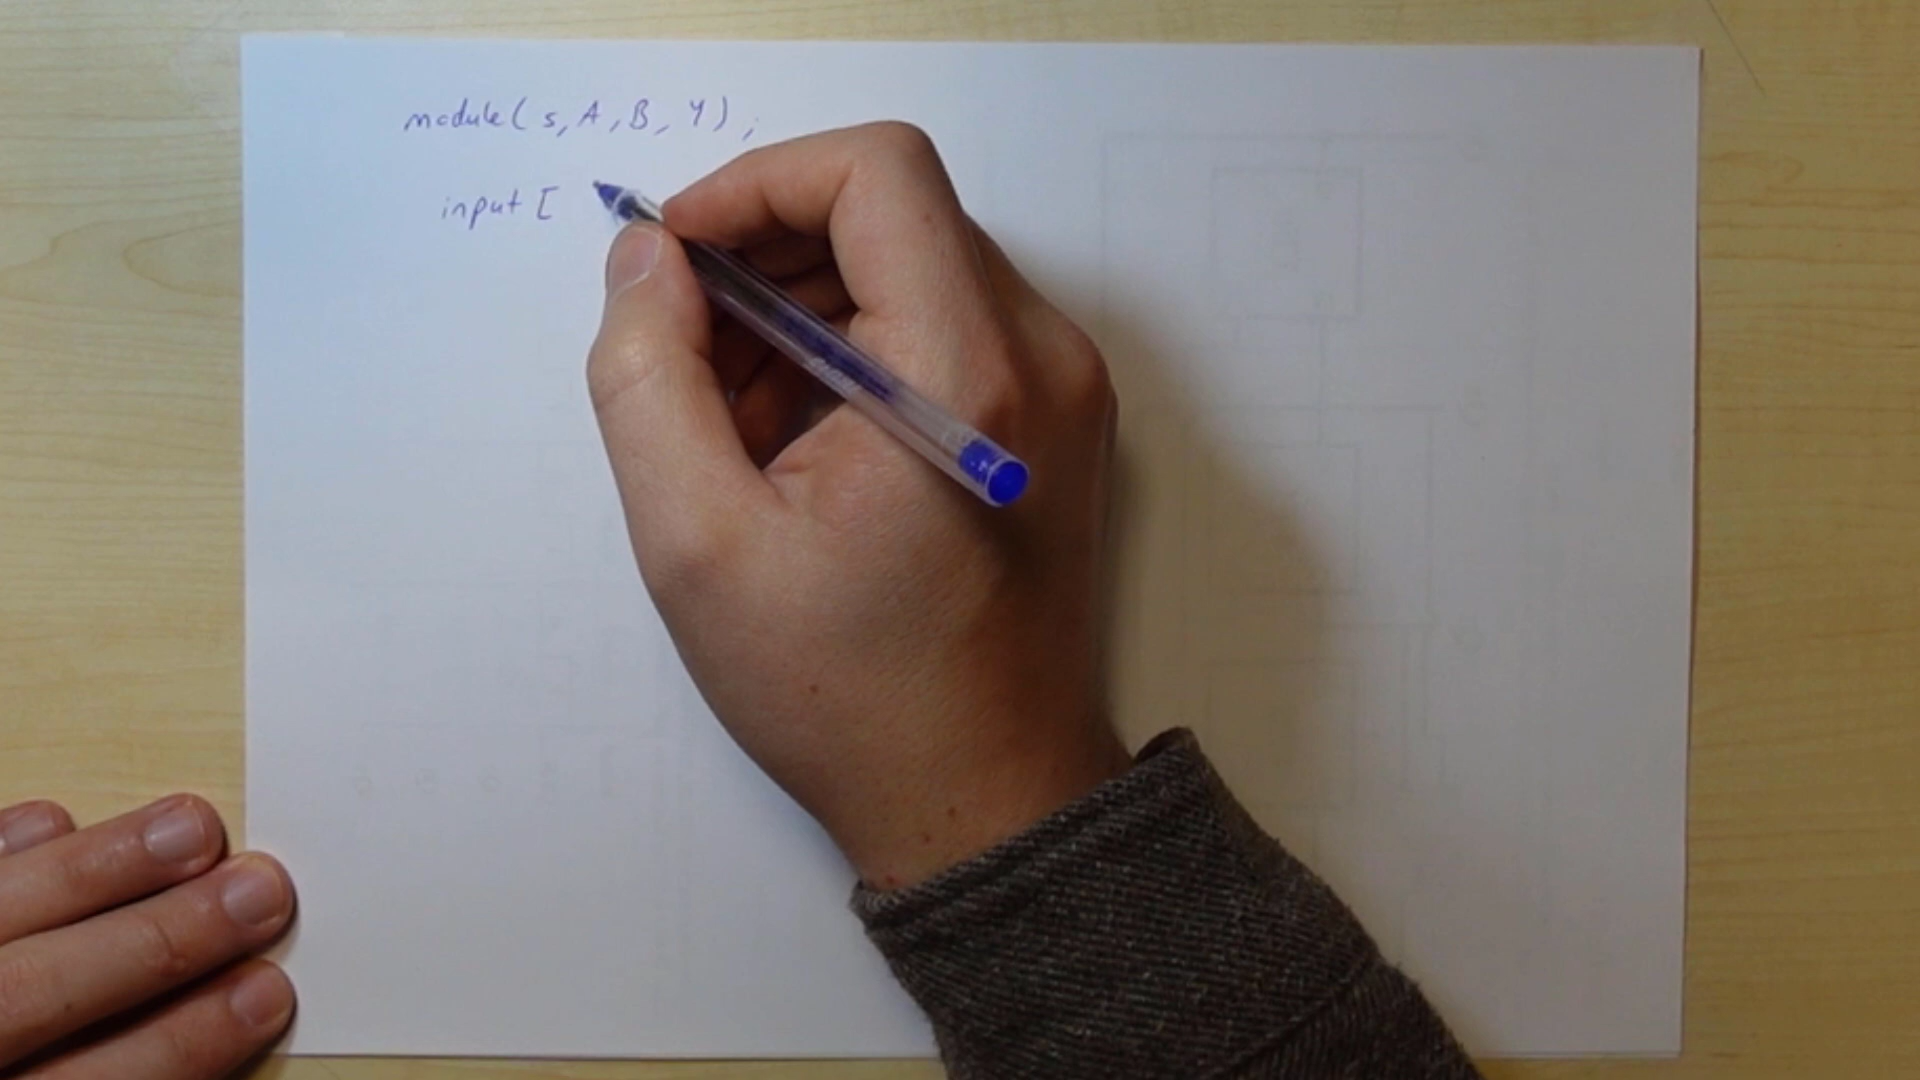 module( s, A, B, Y) ;
input [